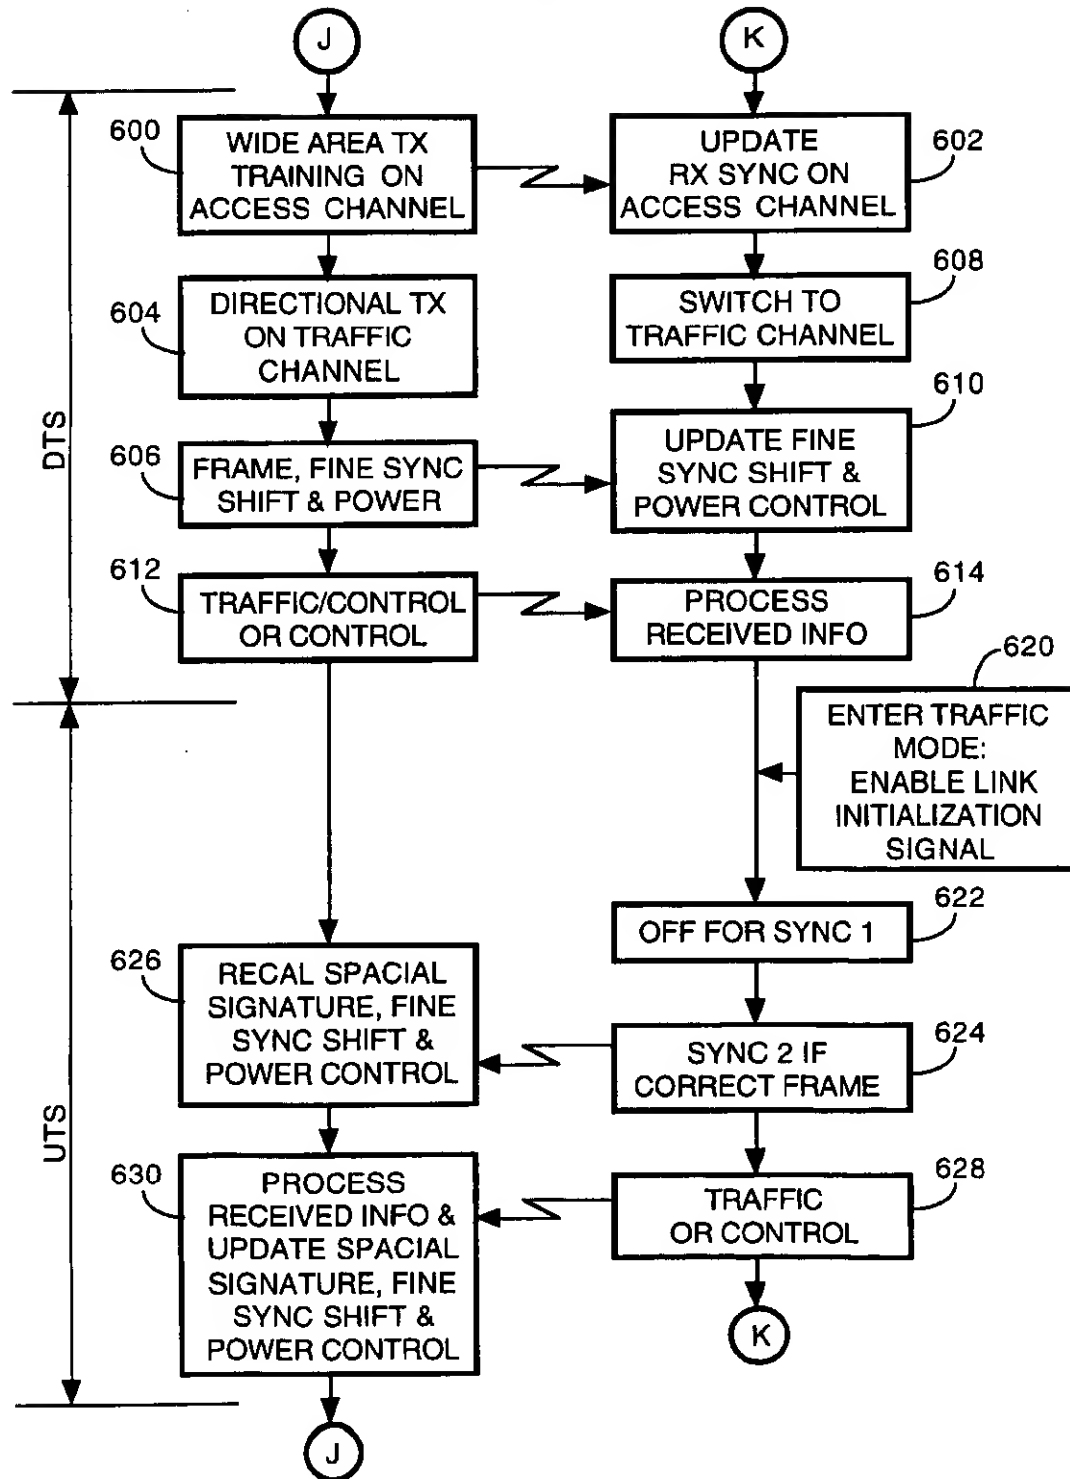 J
K
600
WIDE AREA TX
TRAINING ON
ACCESS CHANNEL
UPDATE
RX SYNC ON
ACCESS CHANNEL
602
604
DIRECTIONAL TX
ON TRAFFIC
CHANNEL
SWITCH TO
TRAFFIC CHANNEL
608
DTS
606
FRAME, FINE SYNC
SHIFT & POWER
UPDATE FINE
SYNC SHIFT &
POWER CONTROL
610
612
TRAFFIC/CONTROL
OR CONTROL
PROCESS
RECEIVED INFO
614
620
ENTER TRAFFIC
MODE:
ENABLE LINK
INITIALIZATION
SIGNAL
OFF FOR SYNC 1
622
UTS
626
RECAL SPACIAL
SIGNATURE, FINE
SYNC SHIFT &
POWER CONTROL
SYNC 2 IF
CORRECT FRAME
624
630
PROCESS
RECEIVED INFO &
UPDATE SPACIAL
SIGNATURE, FINE
SYNC SHIFT &
POWER CONTROL
TRAFFIC
OR CONTROL
628
K
J